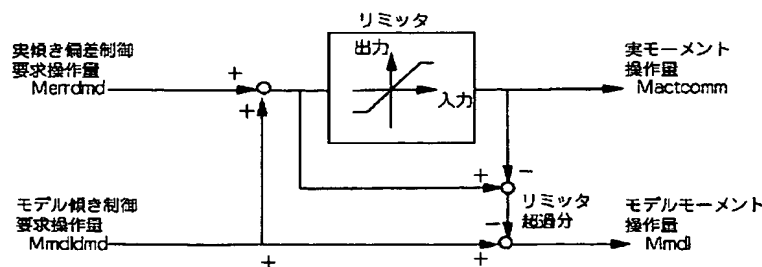 リミッタ
実傾き偏差制御
要求操作量
Merrdmd
出力
入力
実モーメント
操作量
Mactcomm
+
+
+
−
モデル傾き制御
要求操作量
Mmdldmd
リミッタ
超過分
−
モデルモーメント
操作量
Mmdl
+
+